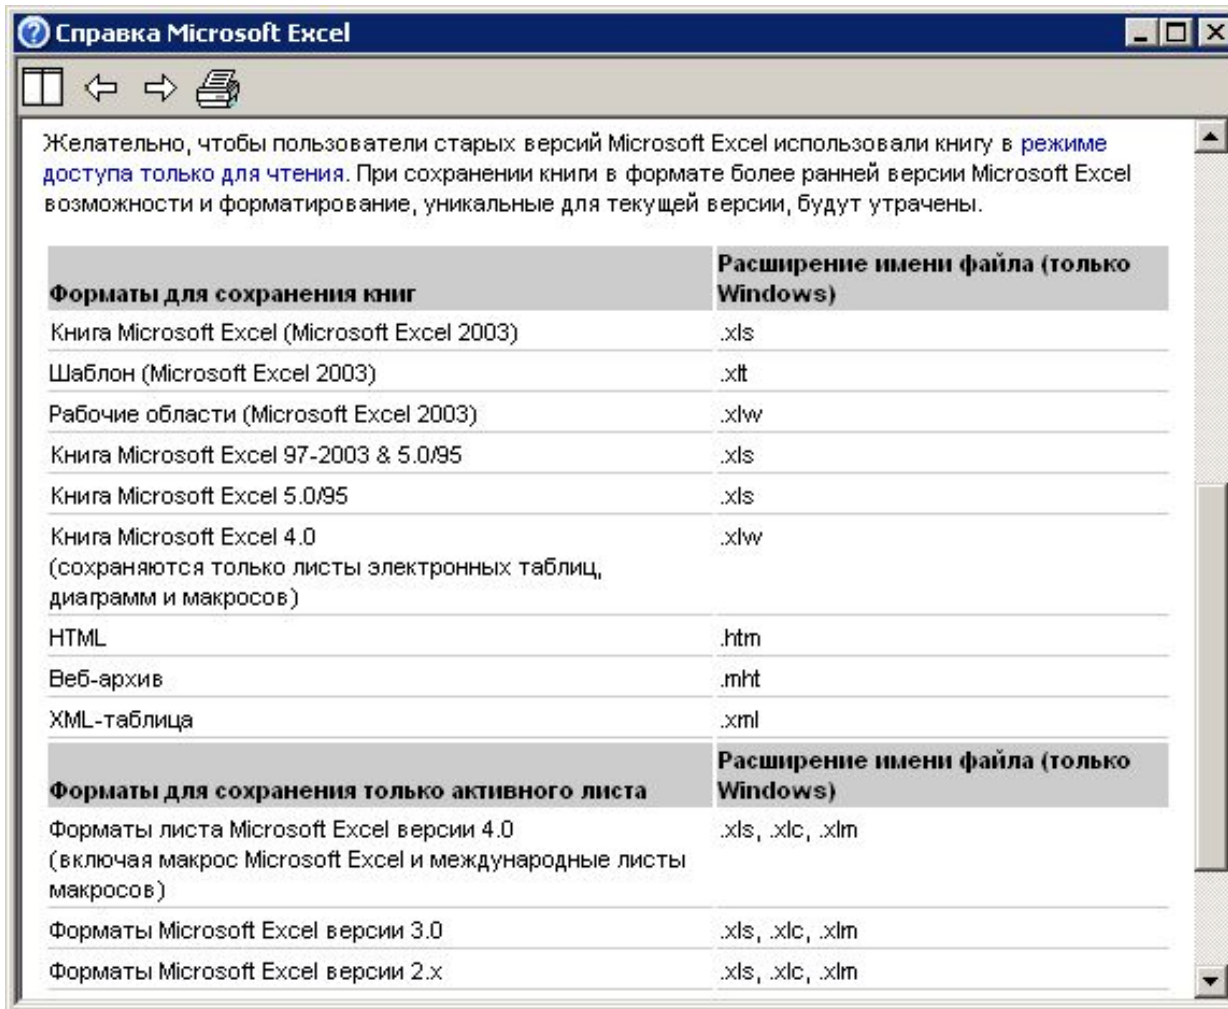 Справка Microsoft Excel
Желательно, чтобы пользователи старых версий Microsoft Excel использовали книгу в режиме
доступа только для чтения. При сохранении книги в формате более ранней версии Microsoft Excel
возможности и форматирование, уникальные для текущей версии, будут утрачены.
Форматы для сохранения книг
Расширение имени файла (только
Windows)
Книга Microsoft Excel (Microsoft Excel 2003)
.xls
Шаблон (Microsoft Excel 2003)
.xlt
Рабочие области (Microsoft Excel 2003)
.xlw
Книга Microsoft Excel 97-2003 & 5.0/95
.xls
Книга Microsoft Excel 5.0/95
.xls
Книга Microsoft Excel 4.0
.xlw
(сохраняются только листы электронных таблиц,
диаграмм и макросов)
HTML
.htm
Веб-архив
.mht
XML-таблица
.xml
Форматы для сохранения только активного листа
Расширение имени файла (только
Windows)
Форматы листа Microsoft Excel версии 4.0
.xls, .xlc, .xlm
(включая макрос Microsoft Excel и международные листы
макросов)
Форматы Microsoft Excel версии 3.0
.xls, .xlc, .xlm
Форматы Microsoft Excel версии 2.x
.xls, .xlc, .xlm